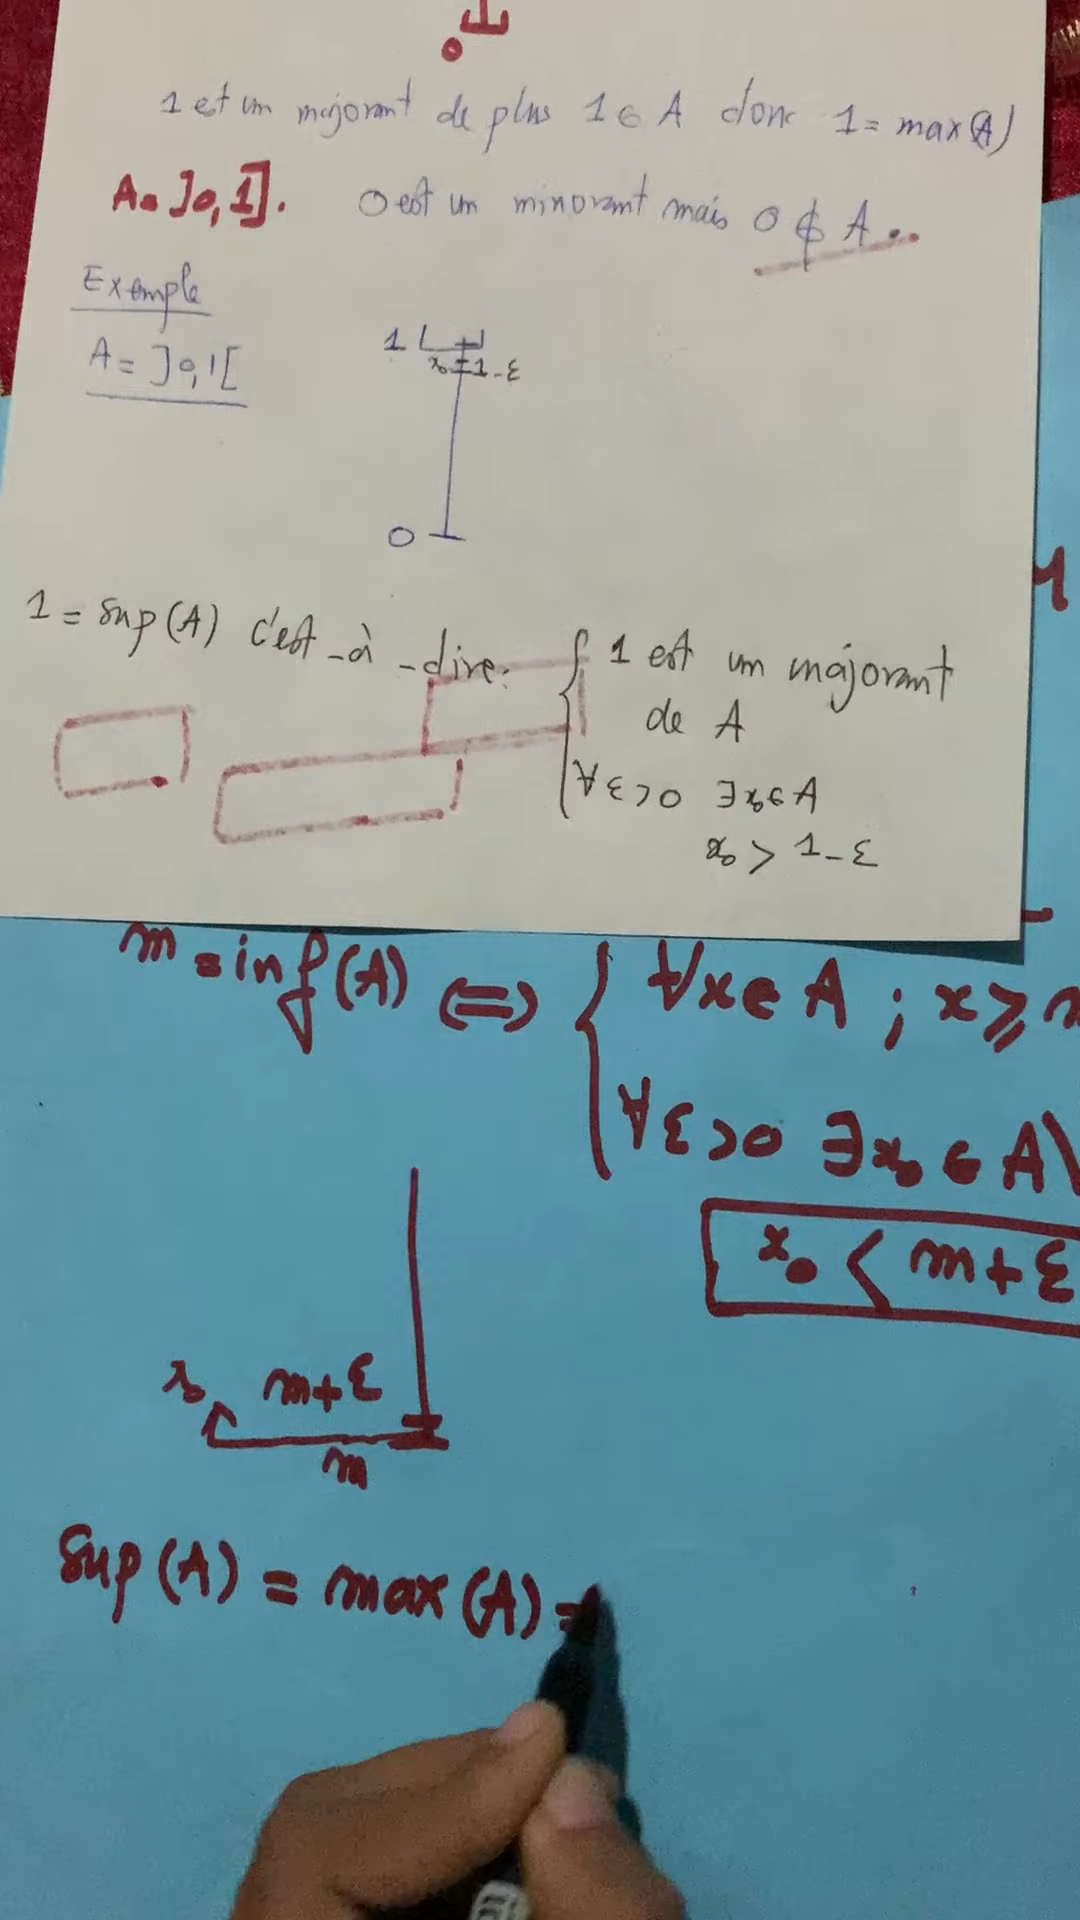 1 et un majorant de plus 1 ∈ A donc 1 = max(A)
A = ]0,1]. 0 est un minorant mais 0 ∉ A..
Exemple
A = ]0,1[
1
x₀ 1-ε
0
1 = Sup(A) c'est-à-dire: { 1 est un majorant
de A
∀ε>0 ∃x₀∈A
x₀ > 1-ε
m = inf(A) ⇔ { ∀x∈A ; x ≥
∀ε>0 ∃x₀∈A\
x₀ < m+ε
x₀ m+ε
m
Sup(A) = max(A) =